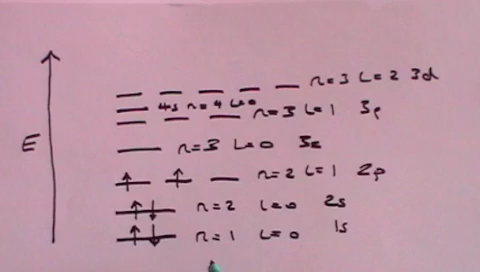 n=3 L=2 3d
4s n=4 L=0
n=3 L=1 3p
E
n=3 L=0 3s
n=2 L=1 2p
n=2 L=0 2s
n=1 L=0 1s